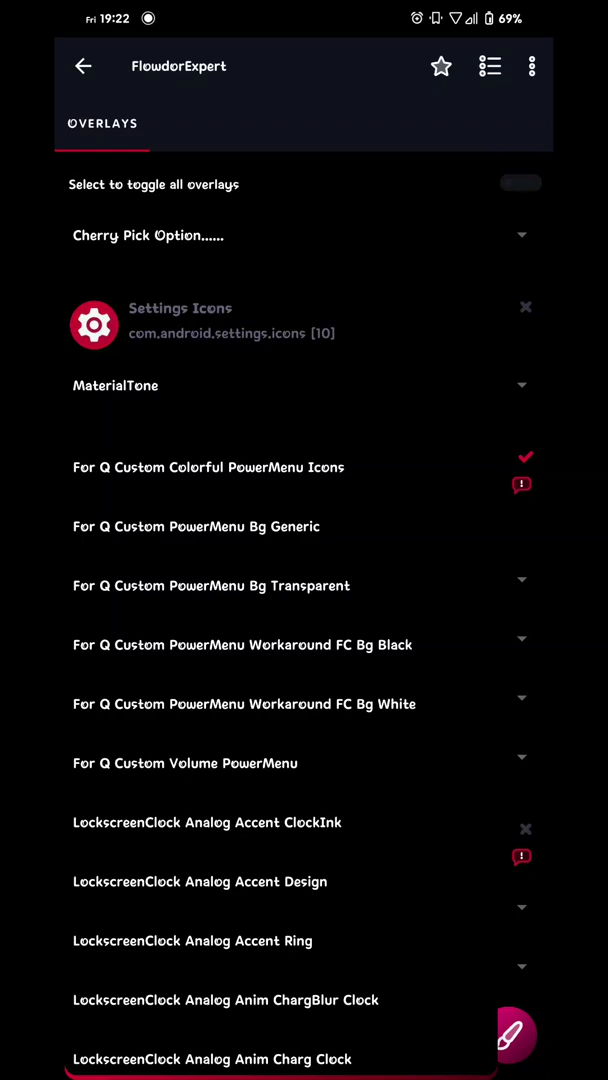 Fri 19:22
69%
FlowdorExpert
OVERLAYS
Select to toggle all overlays
Cherry Pick Option......
Settings Icons
com.android.settings.icons [10]
MaterialTone
For Q Custom Colorful PowerMenu Icons
For Q Custom PowerMenu Bg Generic
For Q Custom PowerMenu Bg Transparent
For Q Custom PowerMenu Workaround FC Bg Black
For Q Custom PowerMenu Workaround FC Bg White
For Q Custom Volume PowerMenu
LockscreenClock Analog Accent ClockInk
LockscreenClock Analog Accent Design
LockscreenClock Analog Accent Ring
LockscreenClock Analog Anim ChargBlur Clock
LockscreenClock Analog Anim Charg Clock